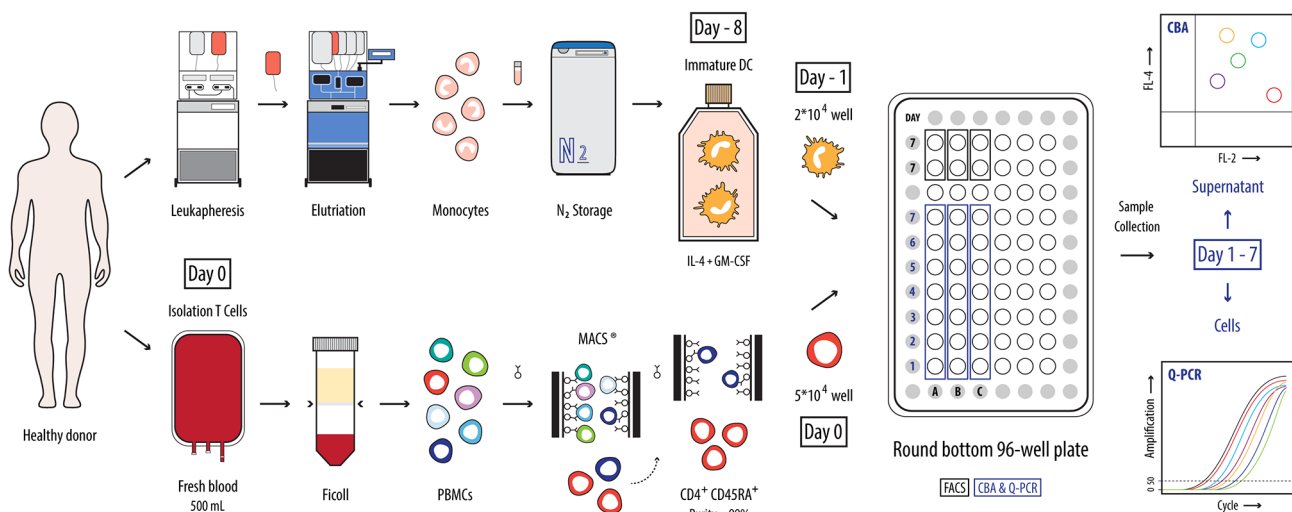 Day - 8
Immature DC
Day - 1
2*10⁴ well
N2
Leukapheresis
Elutriation
Monocytes
N₂ Storage
IL-4 + GM-CSF
Day 0
Isolation T Cells
MACS ®
Healthy donor
Fresh blood
500 mL
Ficoll
PBMCs
CD4⁺ CD45RA⁺
5*10⁴ well
Day 0
DAY
7
7
7
6
5
4
3
2
1
A B C
Round bottom 96-well plate
FACS
CBA & Q-PCR
Sample
Collection
CBA
FL-4
FL-2
Supernatant
Day 1 - 7
Cells
Q-PCR
Amplification
0 50
Cycle